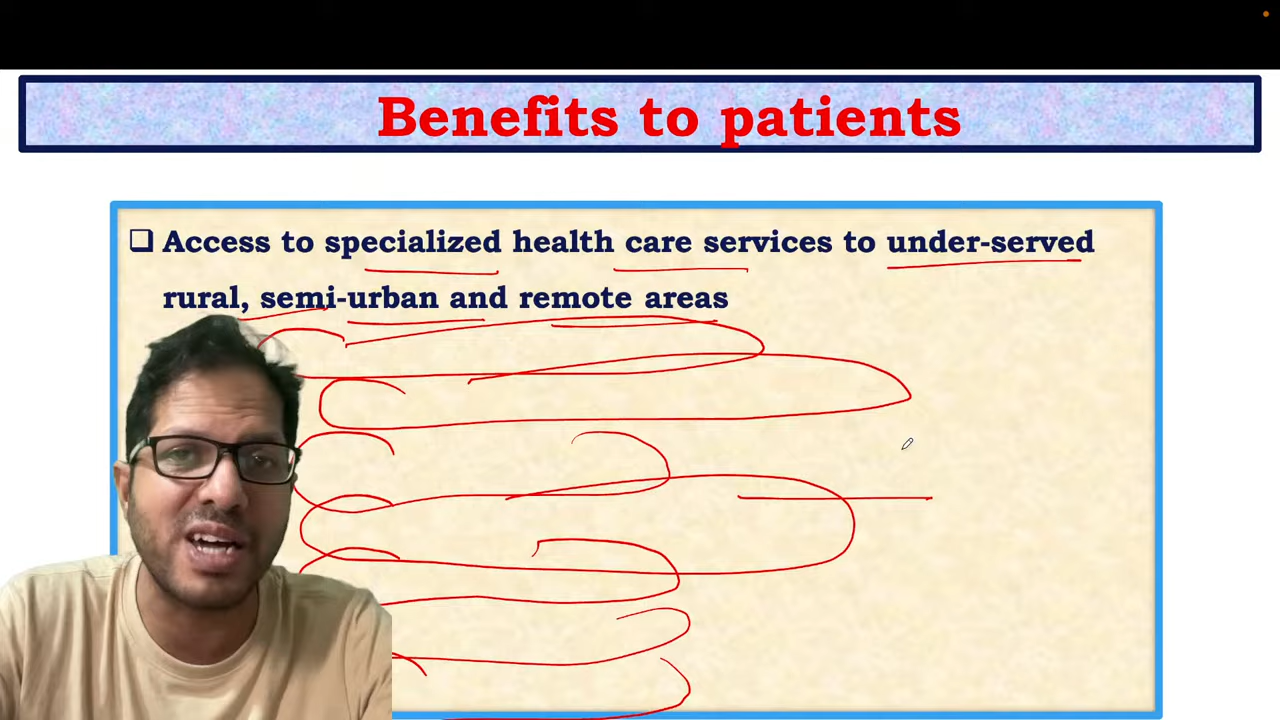 Benefits to patients
❑ Access to specialized health care services to under-served
rural, semi-urban and remote areas